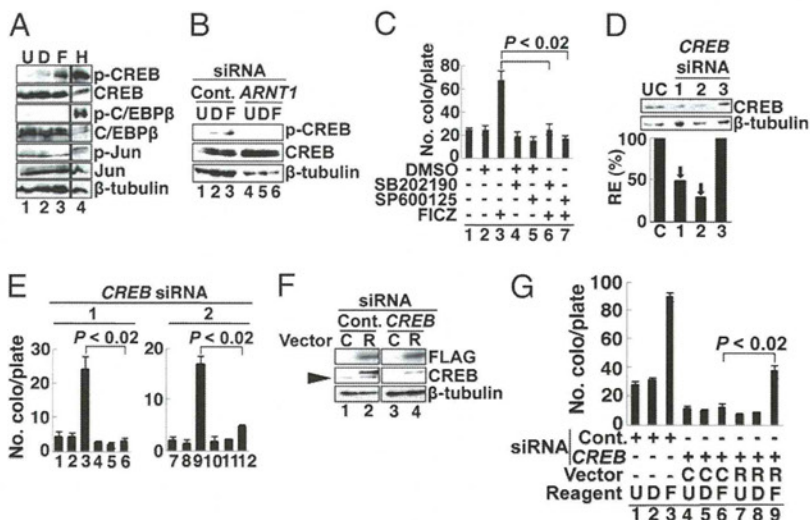 A
U D F H
p-CREB
CREB
p-C/EBPβ
C/EBPβ
p-Jun
Jun
β-tubulin
1 2 3 4
B
siRNA
Cont. ARNT1
UDF UDF
p-CREB
CREB
β-tubulin
1 2 3 4 5 6
C
No. colo/plate
80
60
40
20
0
P < 0.02
DMSO - + - + + - -
SB202190 - - - + - + -
SP600125 - - - - + - +
FICZ - - + - - + +
1 2 3 4 5 6 7
D
CREB
siRNA
UC 1 2 3
CREB
β-tubulin
RE (%)
100
50
0
C 1 2 3
E
CREB siRNA
1 2
No. colo/plate
30
20
10
0
P < 0.02
1 2 3 4 5 6
20
10
0
P < 0.02
7 8 9 10 11 12
F
siRNA
Cont. CREB
Vector C R C R
FLAG
CREB
β-tubulin
1 2 3 4
G
No. colo/plate
100
80
60
40
20
0
P < 0.02
siRNA
Cont. + + + - - - - - -
CREB - - - + + + + + +
Vector - - - C C C R R R
Reagent U D F U D F U D F
1 2 3 4 5 6 7 8 9